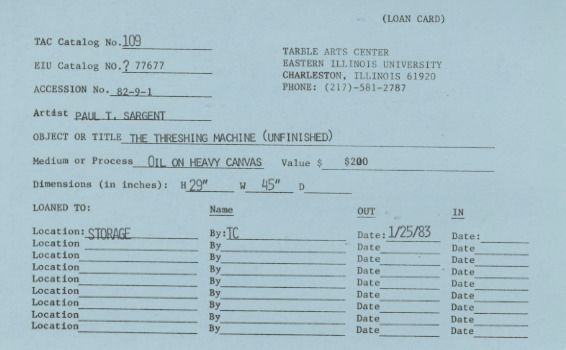 (LOAN CARD)
TAC Catalog No. 109
EIU Catalog NO. ? 77677
ACCESSION No. 82-9-1
TARBLE ARTS CENTER
EASTERN ILLINOIS UNIVERSITY
CHARLESTON, ILLINOIS 61920
PHONE: (217)-581-2787
Artist PAUL T. SARGENT
OBJECT OR TITLE THE THRESHING MACHINE (UNFINISHED)
Medium or Process OIL ON HEAVY CANVAS Value $ $200
Dimensions (in inches): H 29" W 45" D
LOANED TO: Name OUT IN
Location: STORAGE By: TC Date: 1/25/83 Date:
Location By Date Date
Location By Date Date
Location By Date Date
Location By Date Date
Location By Date Date
Location By Date Date
Location By Date Date
Location By Date Date